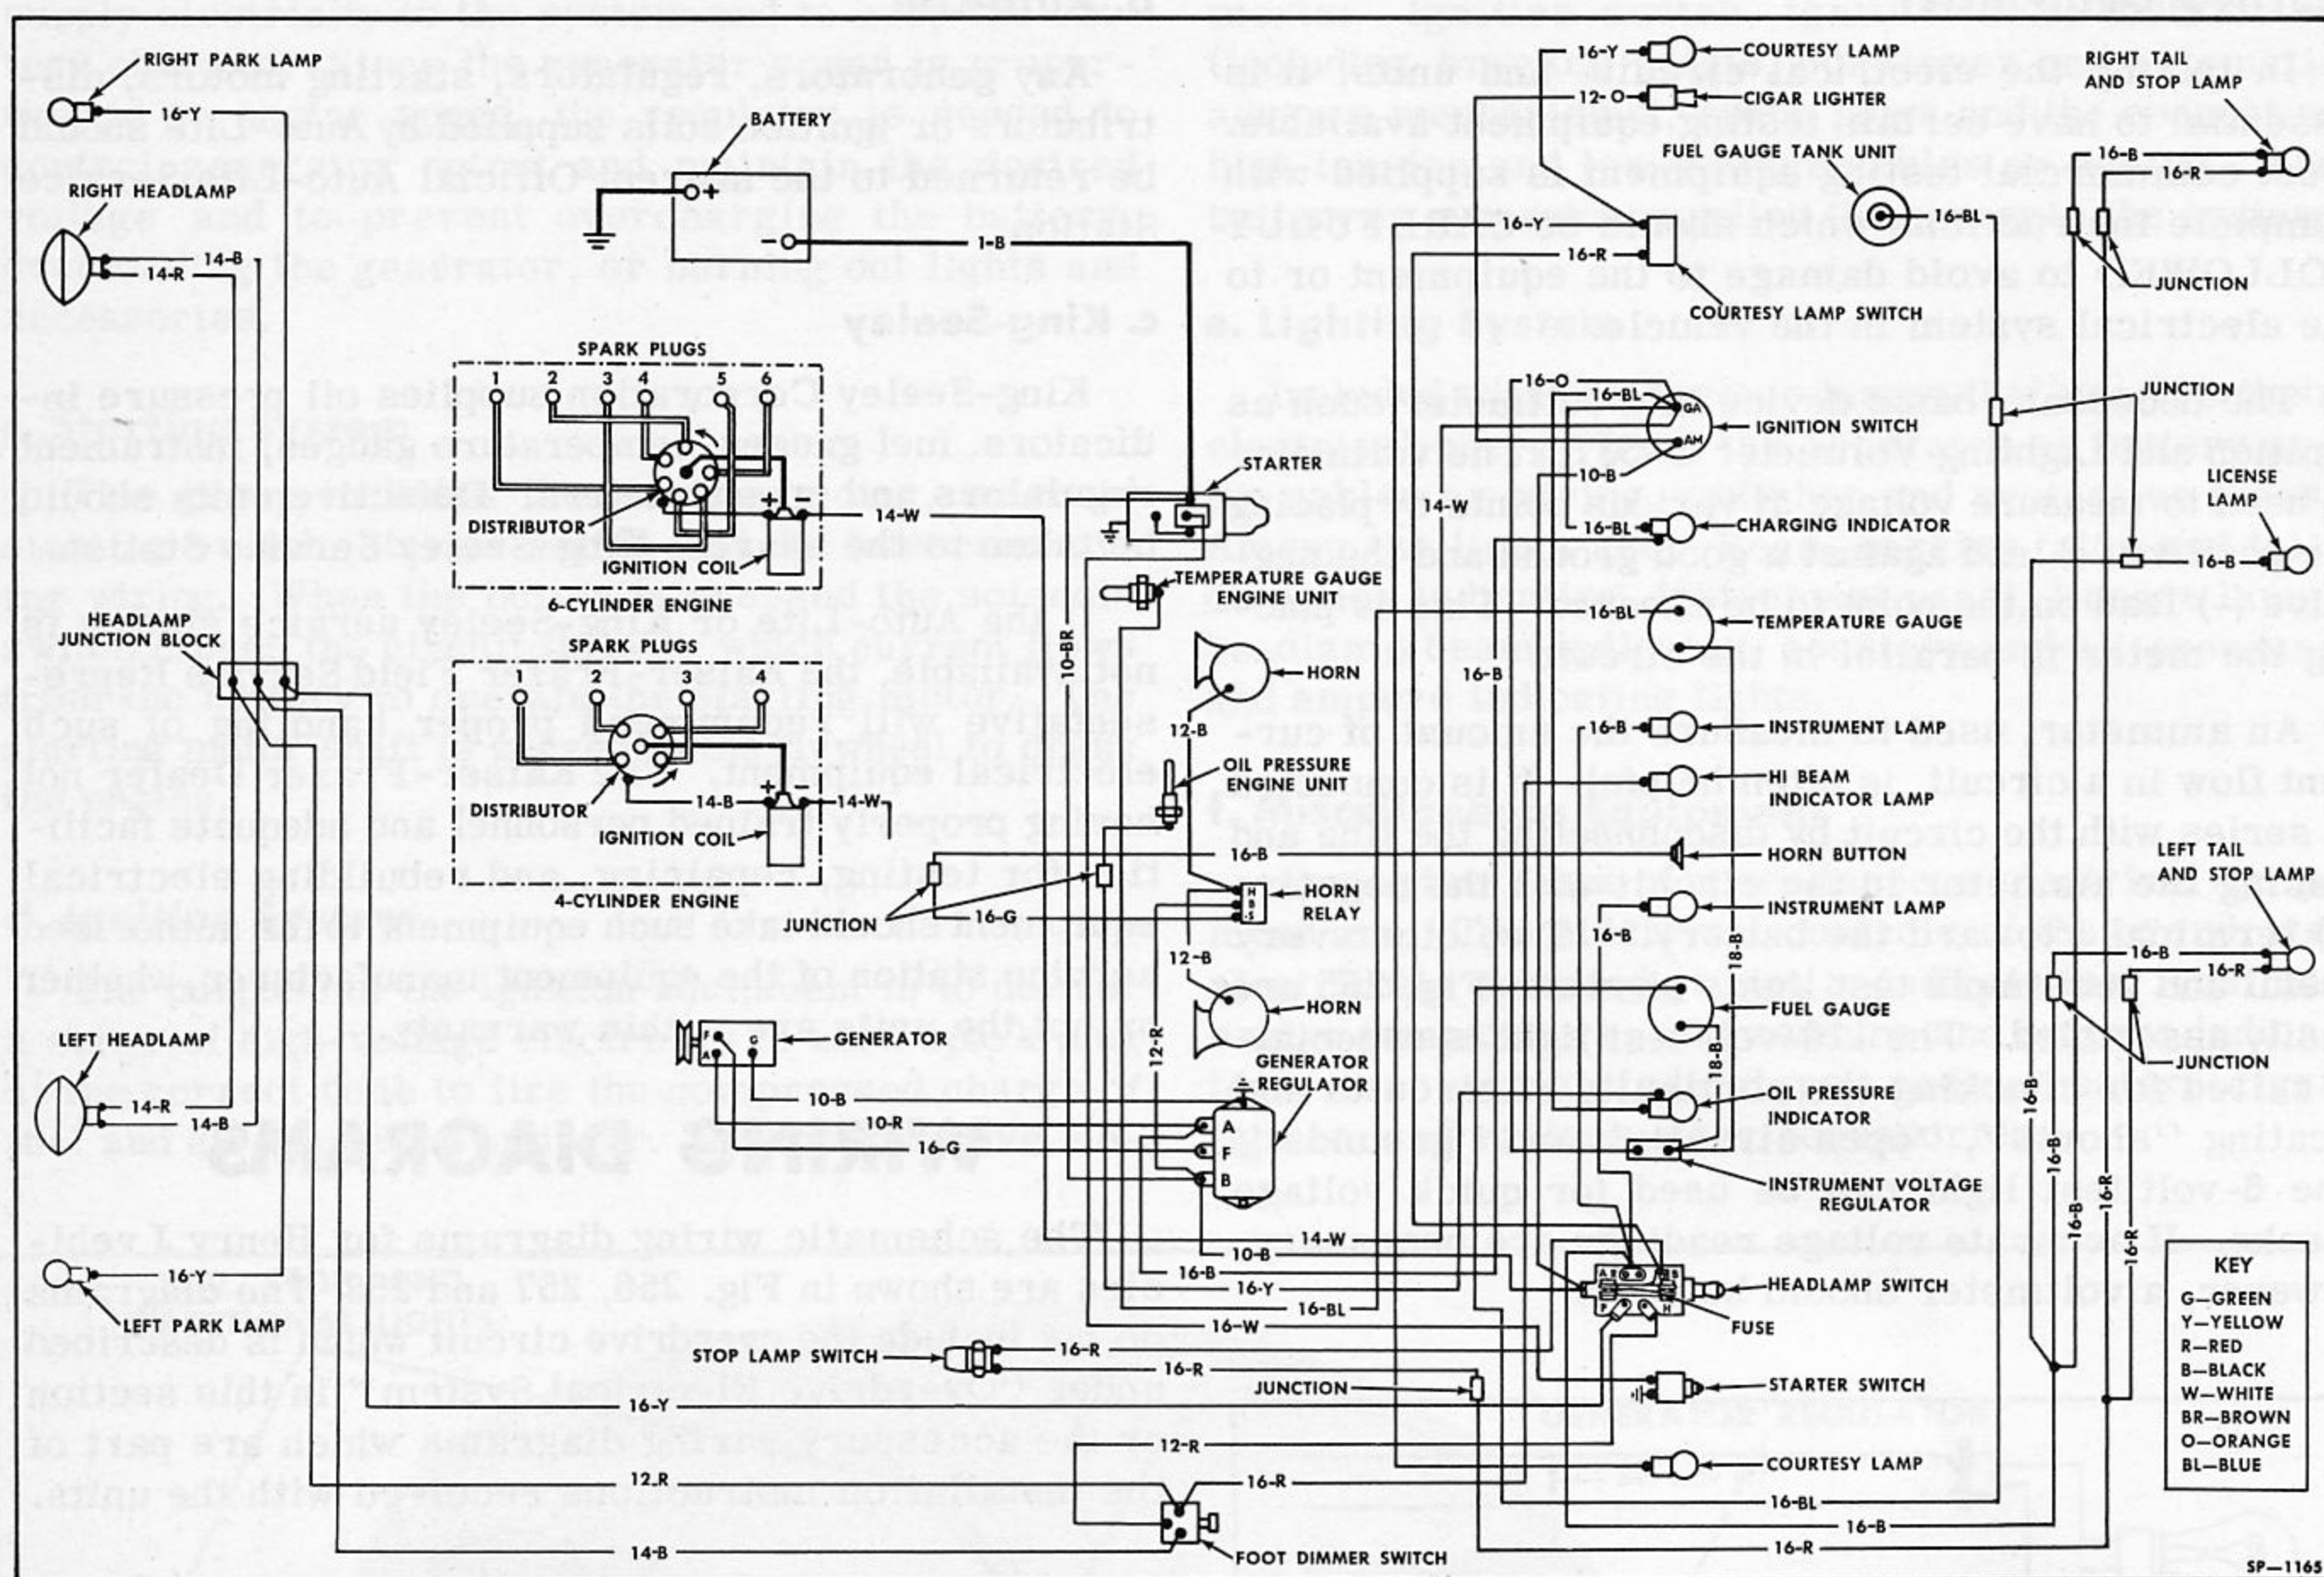 RIGHT PARK LAMP
16-Y
RIGHT HEADLAMP
14-B
14-R
BATTERY
+
−
1-B
SPARK PLUGS
1 2 3 4 5 6
DISTRIBUTOR
+
IGNITION COIL
14-W
6-CYLINDER ENGINE
HEADLAMP
JUNCTION BLOCK
SPARK PLUGS
1 2 3 4
DISTRIBUTOR
14-B
+ −
14-W
IGNITION COIL
4-CYLINDER ENGINE
JUNCTION
LEFT HEADLAMP
14-R
14-B
16-Y
LEFT PARK LAMP
F
A
G
GENERATOR
10-B
10-R
16-G
STARTER
10-BR
TEMPERATURE GAUGE
ENGINE UNIT
HORN
12-B
OIL PRESSURE
ENGINE UNIT
16-B
16-G
H
B
S
HORN
RELAY
12-B
HORN
12-R
GENERATOR
REGULATOR
A
F
B
14-W
10-B
16-B
16-Y
16-BL
16-W
STOP LAMP SWITCH
16-R
16-R
JUNCTION
16-Y
12-R
12-R
16-R
14-B
FOOT DIMMER SWITCH
16-Y
COURTESY LAMP
12-O
CIGAR LIGHTER
FUEL GAUGE TANK UNIT
16-BL
16-Y
16-R
COURTESY LAMP SWITCH
16-O
16-BL
GA
AM
IGNITION SWITCH
10-B
14-W
16-BL
CHARGING INDICATOR
16-BL
TEMPERATURE GAUGE
16-B
16-B
INSTRUMENT LAMP
HI BEAM
INDICATOR LAMP
HORN BUTTON
INSTRUMENT LAMP
16-B
18-B
FUEL GAUGE
18-B
OIL PRESSURE
INDICATOR
INSTRUMENT VOLTAGE
REGULATOR
A R B
P H
HEADLAMP SWITCH
FUSE
STARTER SWITCH
COURTESY LAMP
16-BL
16-B
16-R
RIGHT TAIL
AND STOP LAMP
16-B
16-R
JUNCTION
JUNCTION
LICENSE
LAMP
16-B
LEFT TAIL
AND STOP LAMP
16-B
16-R
JUNCTION
16-B
16-B
16-B
16-R
16-R
KEY
G—GREEN
Y—YELLOW
R—RED
B—BLACK
W—WHITE
BR—BROWN
O—ORANGE
BL—BLUE
SP—1165